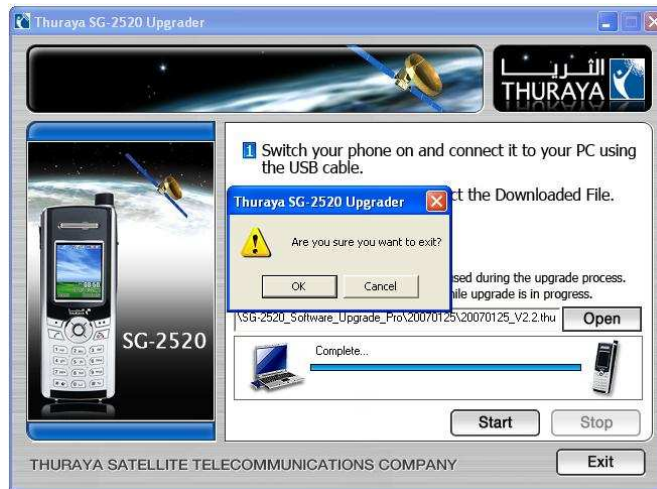 Thuraya SG-2520 Upgrader
الثريا
THURAYA
1 Switch your phone on and connect it to your PC using
the USB cable.
ct the Downloaded File.
Thuraya SG-2520 Upgrader
Are you sure you want to exit?
OK Cancel
sed during the upgrade process.
ile upgrade is in progress.
\SG-2520_Software_Upgrade_Pro\20070125\20070125_V2.2.thu Open
SG-2520
Complete...
Start Stop
THURAYA SATELLITE TELECOMMUNICATIONS COMPANY Exit